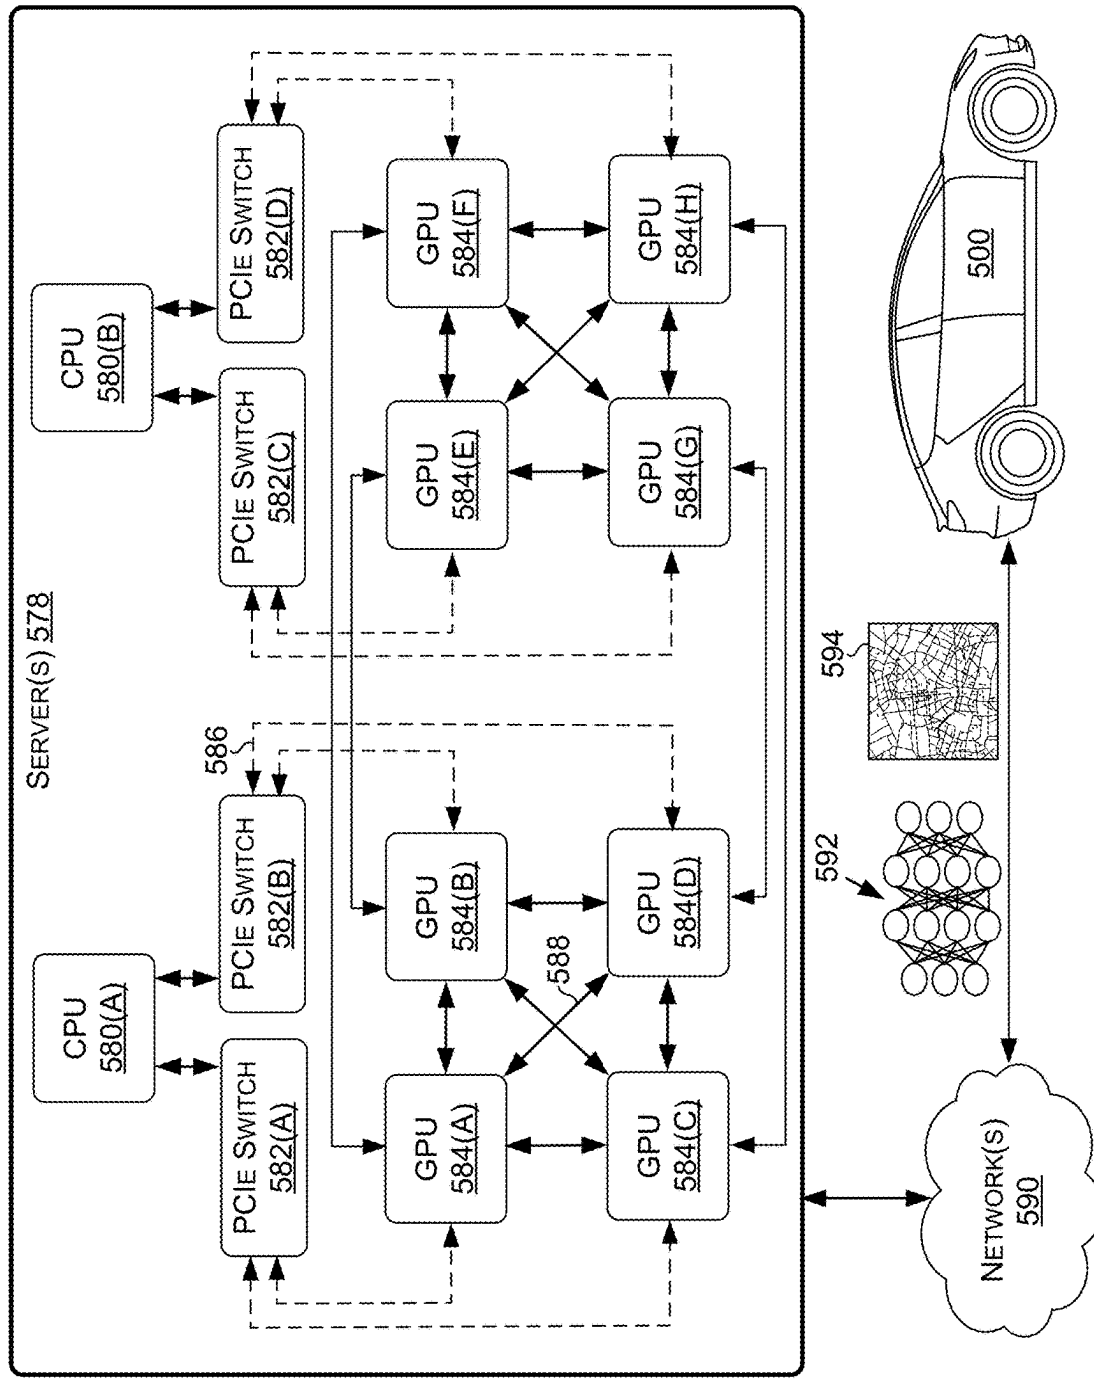 SERVER(S) 578
CPU
580(A)
CPU
580(B)
586
PCIE SWITCH
582(A)
PCIE SWITCH
582(B)
PCIE SWITCH
582(C)
PCIE SWITCH
582(D)
GPU
584(A)
GPU
584(B)
GPU
584(E)
GPU
584(F)
588
GPU
584(C)
GPU
584(D)
GPU
584(G)
GPU
584(H)
592
594
NETWORK(S)
590
500